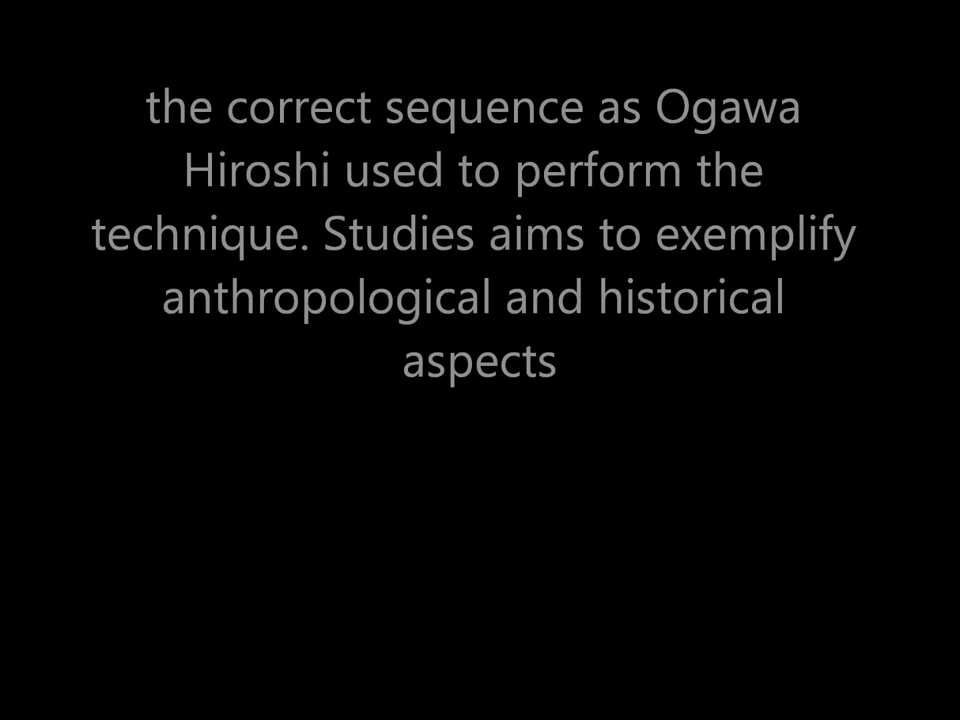 the correct sequence as Ogawa
Hiroshi used to perform the
technique. Studies aims to exemplify
anthropological and historical
aspects